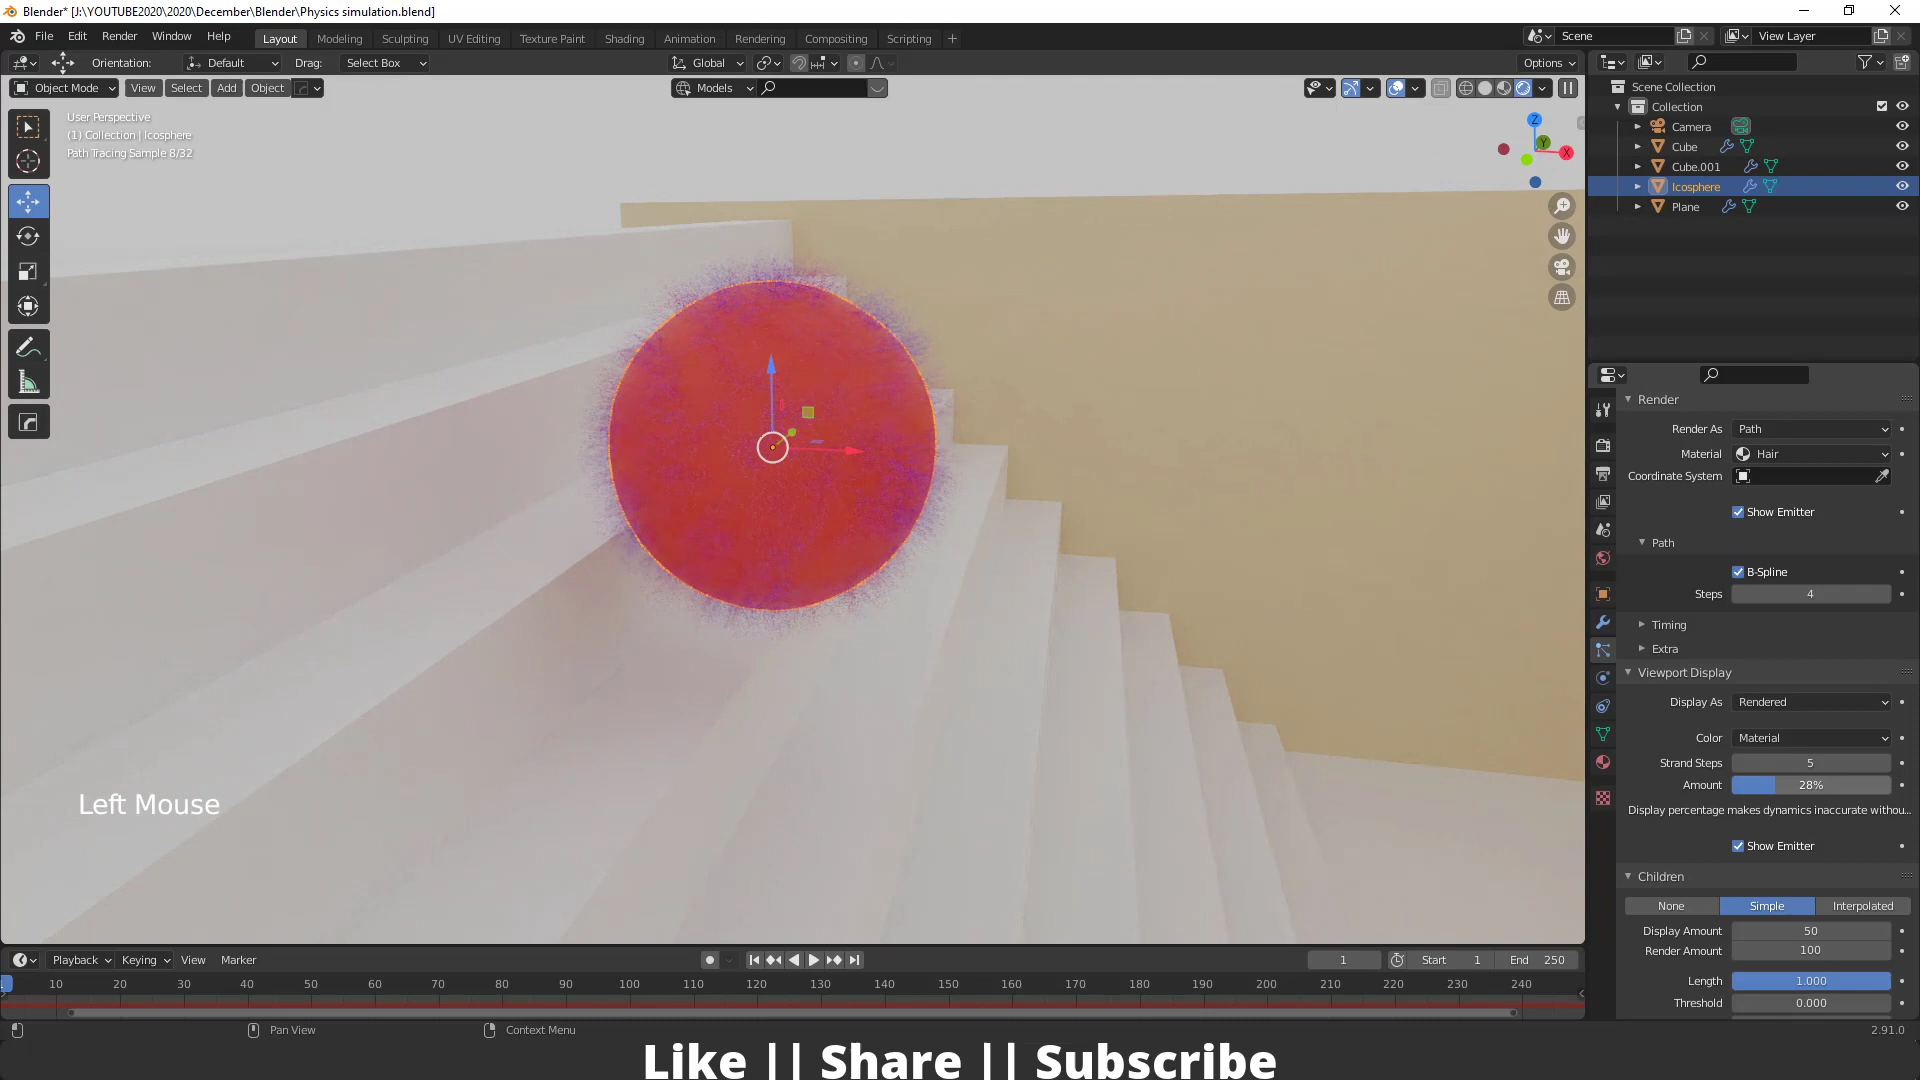 Blender* [J:\YOUTUBE2020\2020\December\Blender\Physics simulation.blend]
File Edit Render Window Help Layout Modeling Sculpting UV Editing Texture Paint Shading Animation Rendering Compositing Scripting + Scene View Layer
Orientation: Default Drag: Select Box Global Options
Object Mode View Select Add Object Models
User Perspective
(1) Collection | Icosphere
Path Tracing Sample 8/32
Z
Y
X
Left Mouse
Scene Collection
Collection
Camera
Cube
Cube.001
Icosphere
Plane
Render
Render As Path
Material Hair
Coordinate System
Show Emitter
Path
B-Spline
Steps 4
Timing
Extra
Viewport Display
Display As Rendered
Color Material
Strand Steps 5
Amount 28%
Display percentage makes dynamics inaccurate withou...
Show Emitter
Children
None Simple Interpolated
Display Amount 50
Render Amount 100
Length 1.000
Threshold 0.000
Playback Keying View Marker 1 Start 1 End 250
1 10 20 30 40 50 60 70 80 90 100 110 120 130 140 150 160 170 180 190 200 210 220 230 240
Pan View Context Menu 2.91.0
Like || Share || Subscribe